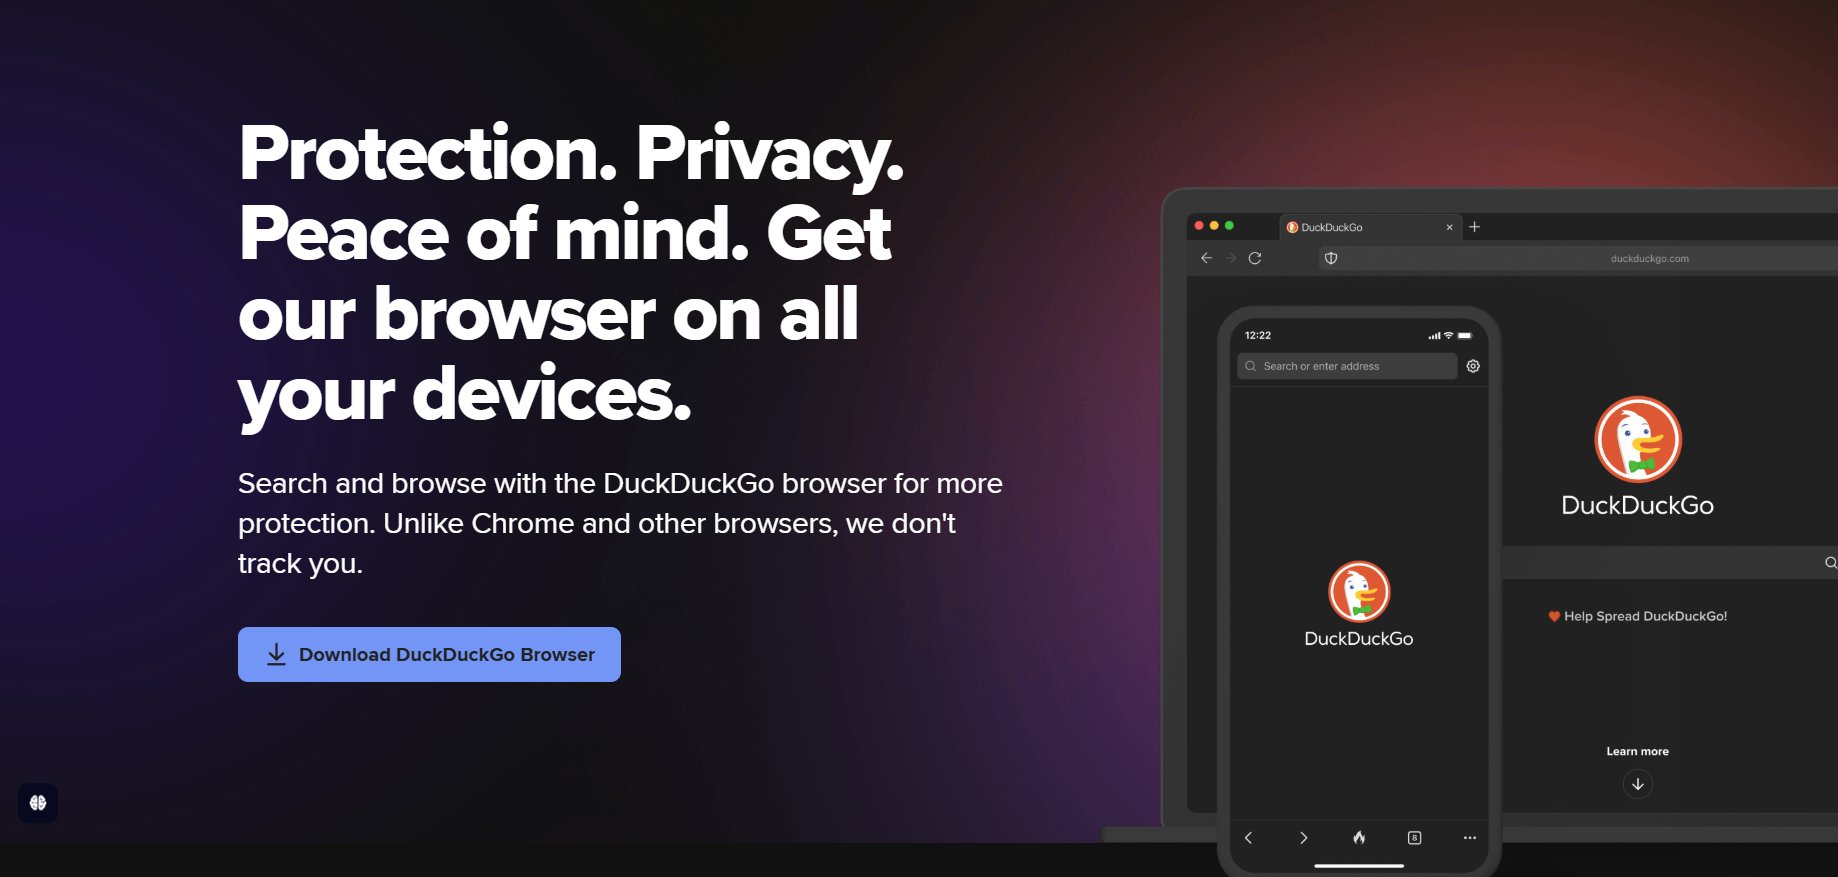 Protection. Privacy.
Peace of mind. Get
our browser on all
your devices.
Search and browse with the DuckDuckGo browser for more
protection. Unlike Chrome and other browsers, we don't
track you.
Download DuckDuckGo Browser
DuckDuckGo
duckduckgo.com
12:22
Search or enter address
DuckDuckGo
8
DuckDuckGo
Help Spread DuckDuckGo!
Learn more